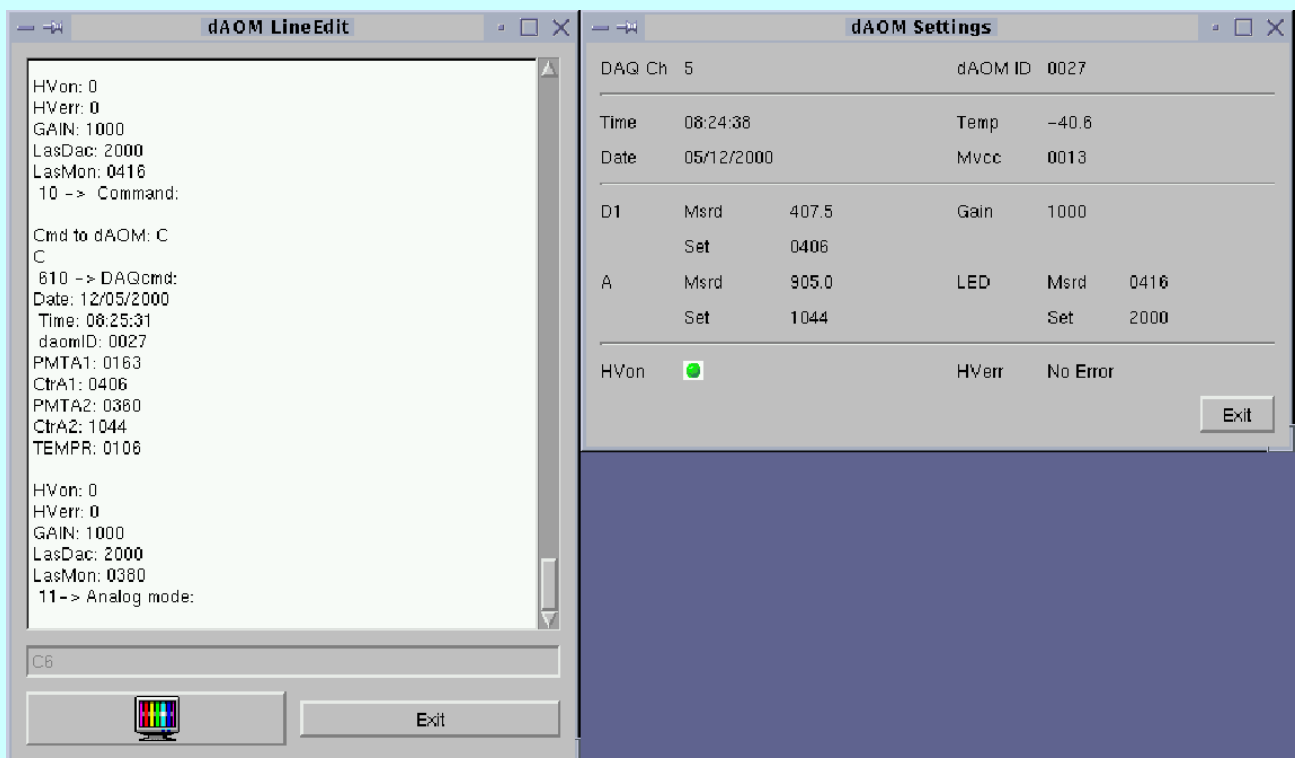 dAOM LineEdit
HVon: 0
HVerr: 0
GAIN: 1000
LasDac: 2000
LasMon: 0416
10 -> Command:
Cmd to dAOM: C
C
610 -> DAQcmd:
Date: 12/05/2000
Time: 08:25:31
daomID: 0027
PMTA1: 0163
CtrA1: 0406
PMTA2: 0360
CtrA2: 1044
TEMPR: 0106
HVon: 0
HVerr: 0
GAIN: 1000
LasDac: 2000
LasMon: 0380
11-> Analog mode:
C6
Exit
dAOM Settings
DAQ Ch 5 dAOM ID 0027
Time 08:24:38 Temp -40.6
Date 05/12/2000 Mvcc 0013
D1 Msrd 407.5 Gain 1000
Set 0406
A Msrd 905.0 LED Msrd 0416
Set 1044 Set 2000
HVon HVerr No Error
Exit